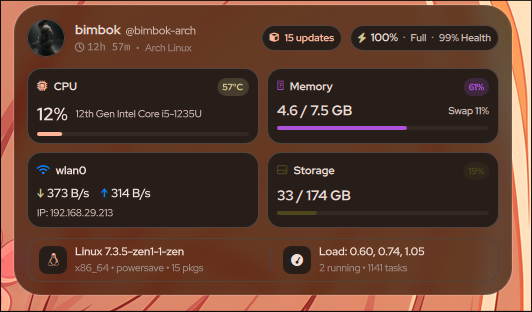 bimbok @bimbok-arch
12h 57m • Arch Linux
15 updates
100% · Full · 99% Health
CPU
57°C
12% 12th Gen Intel Core i5-1235U
Memory
61%
4.6 / 7.5 GB
Swap 11%
wlan0
373 B/s 314 B/s
IP: 192.168.29.213
Storage
19%
33 / 174 GB
Linux 7.3.5-zen1-1-zen
x86_64 • powersave • 15 pkgs
Load: 0.60, 0.74, 1.05
2 running • 1141 tasks